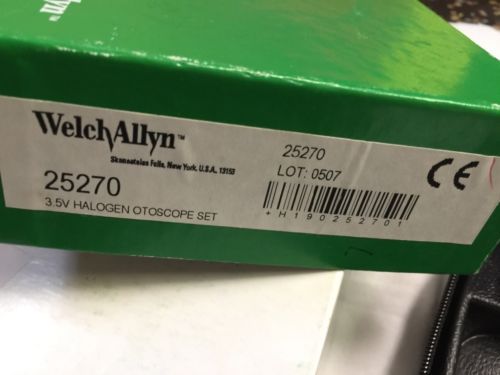 WelchAllyn™
Skaneateles Falls, New York, U.S.A. 13153
25270
3.5V HALOGEN OTOSCOPE SET
25270
LOT: 0507
+H190252701
CE